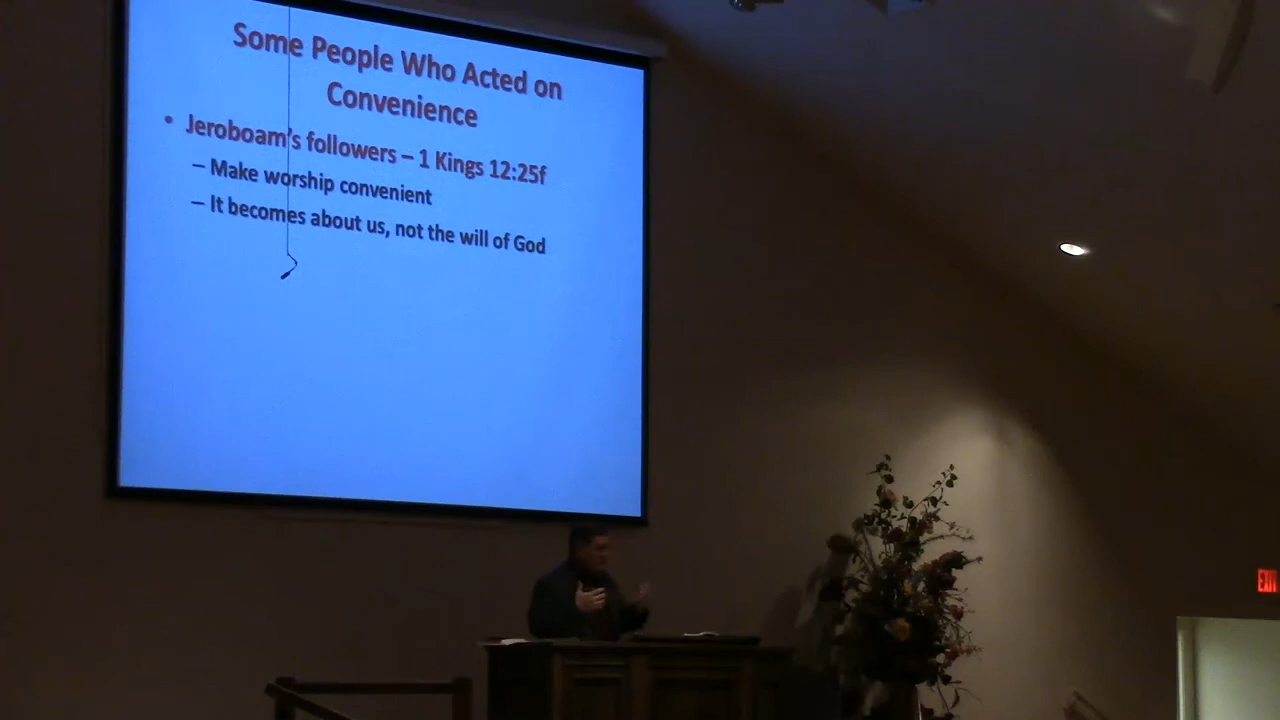 Some People Who Acted on
Convenience
• Jeroboam's followers – 1 Kings 12:25f
– Make worship convenient
– It becomes about us, not the will of God
EXIT